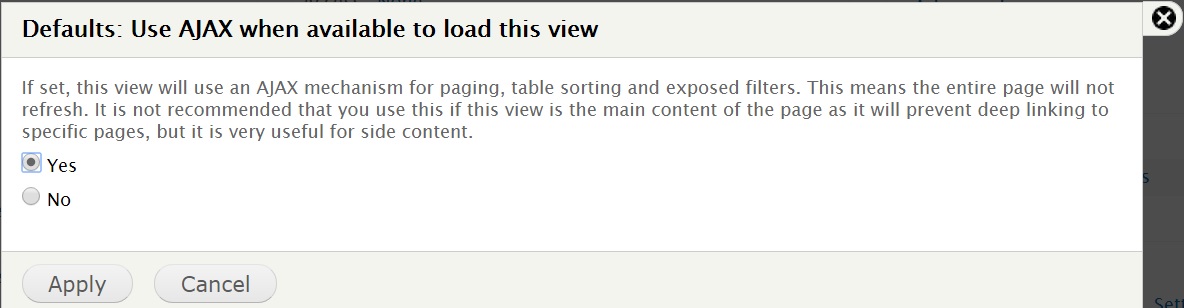 Defaults: Use AJAX when available to load this view
If set, this view will use an AJAX mechanism for paging, table sorting and exposed filters. This means the entire page will not
refresh. It is not recommended that you use this if this view is the main content of the page as it will prevent deep linking to
specific pages, but it is very useful for side content.
Yes
No
Apply
Cancel